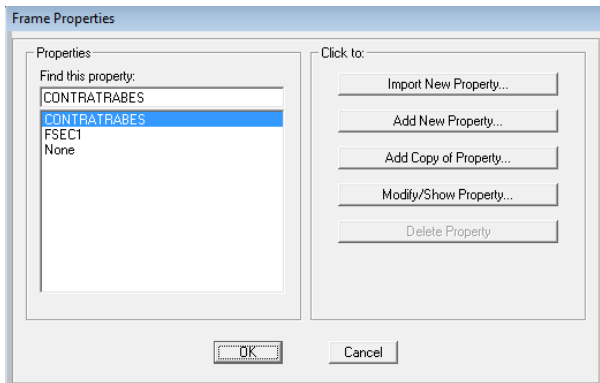 Frame Properties
Properties
Find this property:
CONTRATRABES
CONTRATRABES
FSEC1
None
Click to:
Import New Property...
Add New Property...
Add Copy of Property...
Modify/Show Property...
Delete Property
OK
Cancel